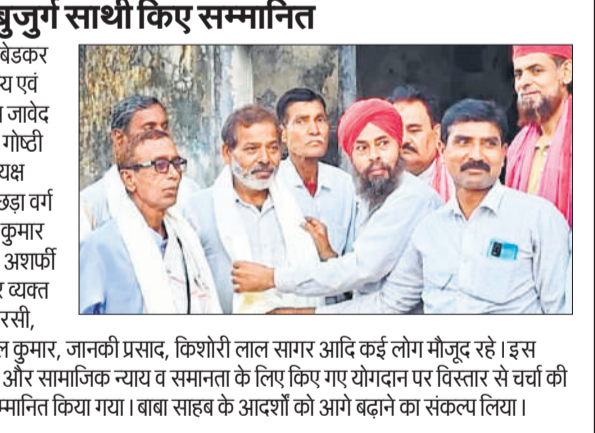 बुजुर्ग साथी किए सम्मानित
बेडकर
य एवं
जावेद
गोष्ठी
यक्ष
छड़ा वर्ग
कुमार
अशर्फी
र व्यक्त
रसी,
ल कुमार, जानकी प्रसाद, किशोरी लाल सागर आदि कई लोग मौजूद रहे। इस
और सामाजिक न्याय व समानता के लिए किए गए योगदान पर विस्तार से चर्चा की
म्मानित किया गया। बाबा साहब के आदर्शों को आगे बढ़ाने का संकल्प लिया।